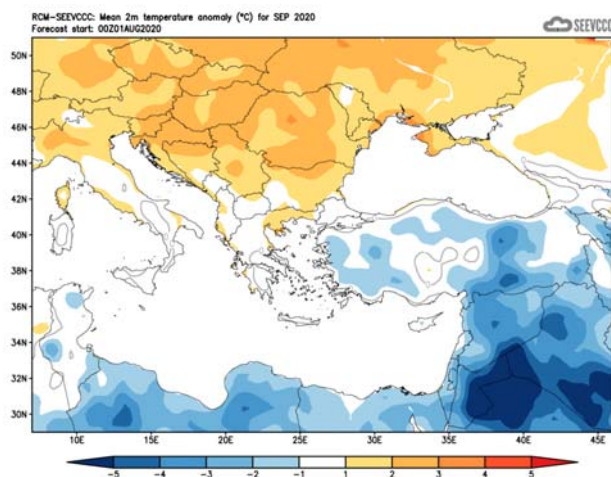 RCM-SEEVCCC: Mean 2m temperature anomaly (°C) for SEP 2020
Forecast start: 00Z01AUG2020
SEEVCCC
50N
48N
46N
44N
42N
40N
38N
36N
34N
32N
30N
10E 15E 20E 25E 30E 35E 40E 45E
-5 -4 -3 -2 -1 1 2 3 4 5